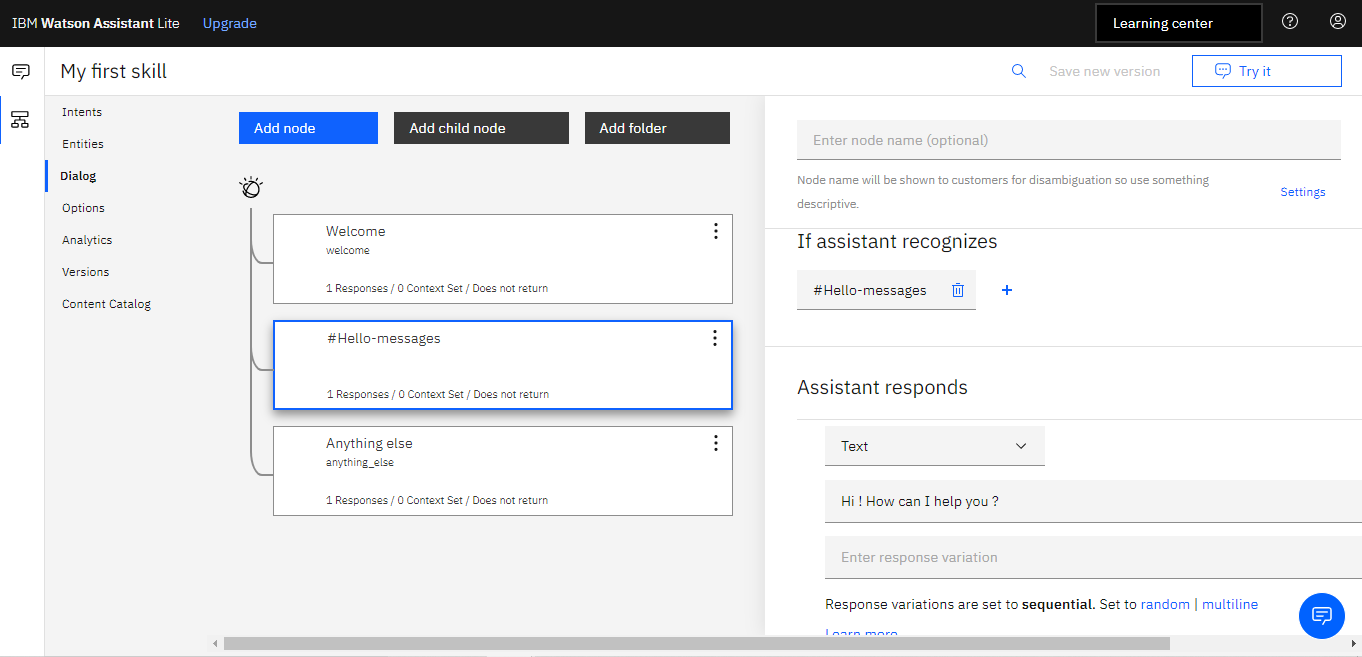 IBM Watson Assistant Lite Upgrade Learning center
My first skill Save new version Try it
Intents
Entities
Dialog
Options
Analytics
Versions
Content Catalog
Add node Add child node Add folder
Welcome
welcome
1 Responses / 0 Context Set / Does not return
#Hello-messages
1 Responses / 0 Context Set / Does not return
Anything else
anything_else
1 Responses / 0 Context Set / Does not return
Enter node name (optional)
Node name will be shown to customers for disambiguation so use something
descriptive.
Settings
If assistant recognizes
#Hello-messages
Assistant responds
Text
Hi ! How can I help you ?
Enter response variation
Response variations are set to sequential. Set to random | multiline
Learn more